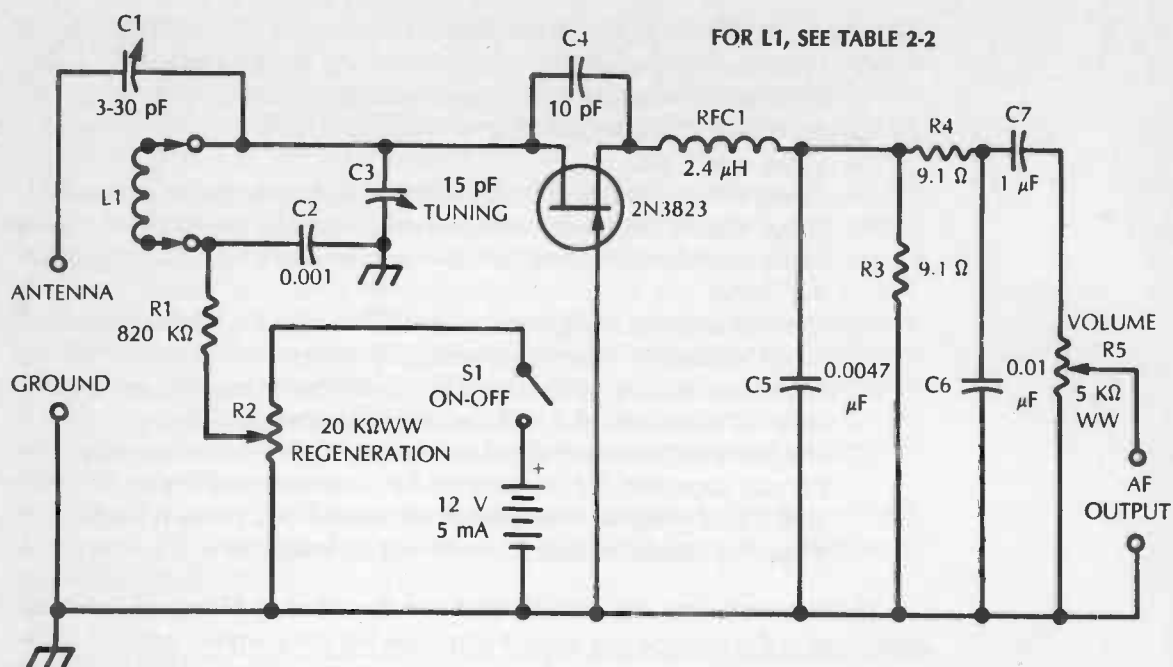 FOR L1, SEE TABLE 2-2
C1
3-30 pF
C4
10 pF
RFC1
2.4 μH
R4
9.1 Ω
C7
1 μF
L1
C3
15 pF
TUNING
C2
0.001
2N3823
R3
9.1 Ω
ANTENNA
R1
820 KΩ
GROUND
R2
20 KΩWW
REGENERATION
S1
ON-OFF
+
12 V
5 mA
C5
0.0047
μF
C6
0.01
μF
VOLUME
R5
5 KΩ
WW
AF
OUTPUT